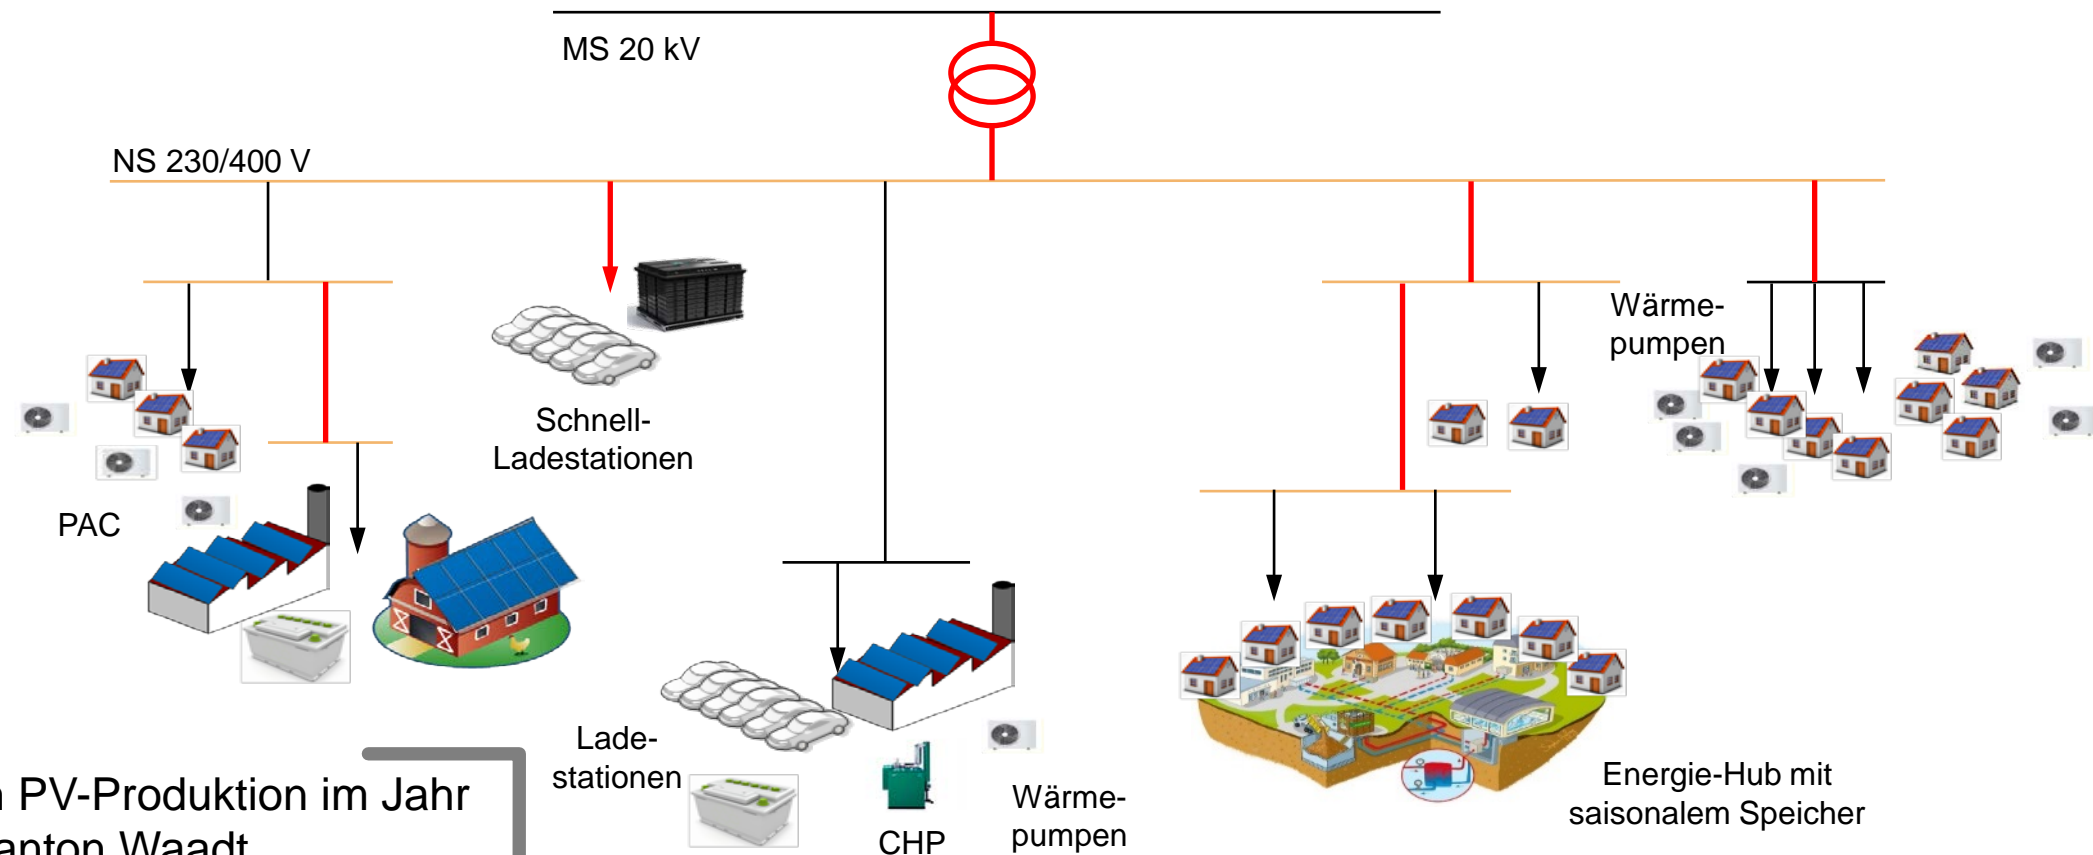 MS 20 kV
NS 230/400 V
Wärme-
pumpen
Schnell-
Ladestationen
PAC
Lade-
stationen
CHP
Wärme-
pumpen
Energie-Hub mit
saisonalem Speicher
PV-Produktion im Jahr
Waadt